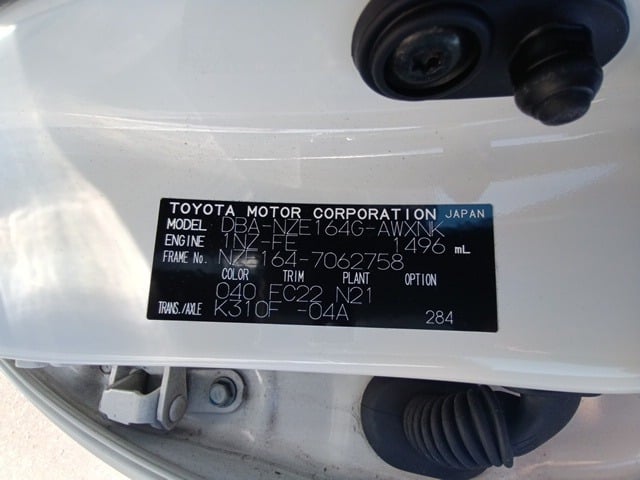 TOYOTA MOTOR CORPORATION JAPAN
MODEL DBA-NZE164G-AWXNK
ENGINE 1NZ-FE 1496 mL
FRAME No. NZE164-7062758
COLOR TRIM PLANT OPTION
040 FC22 N21
TRANS./AXLE K310F -04A 284